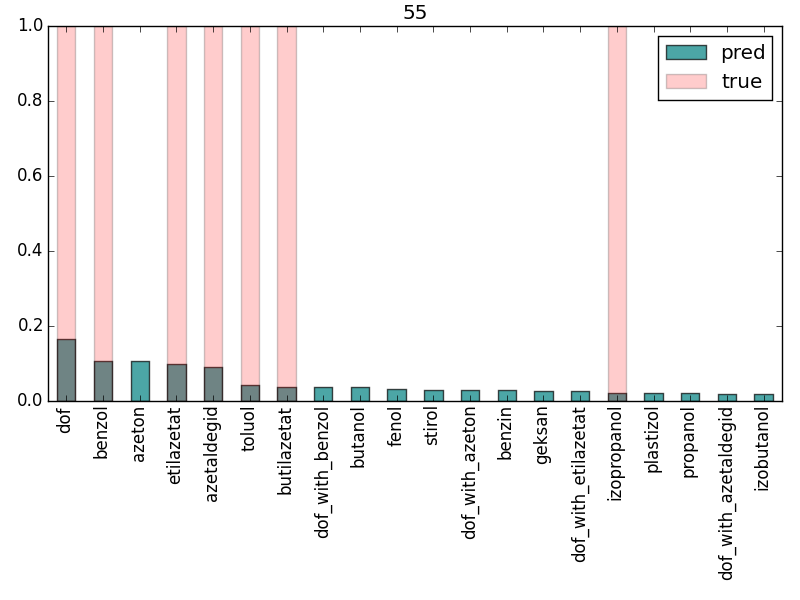 55
1.0
0.8
0.6
0.4
0.2
0.0
pred
true
dof
benzol
azeton
etilazetat
azetaldegid
toluol
butilazetat
dof_with_benzol
butanol
fenol
stirol
dof_with_azeton
benzin
geksan
dof_with_etilazetat
izopropanol
plastizol
propanol
dof_with_azetaldegid
izobutanol